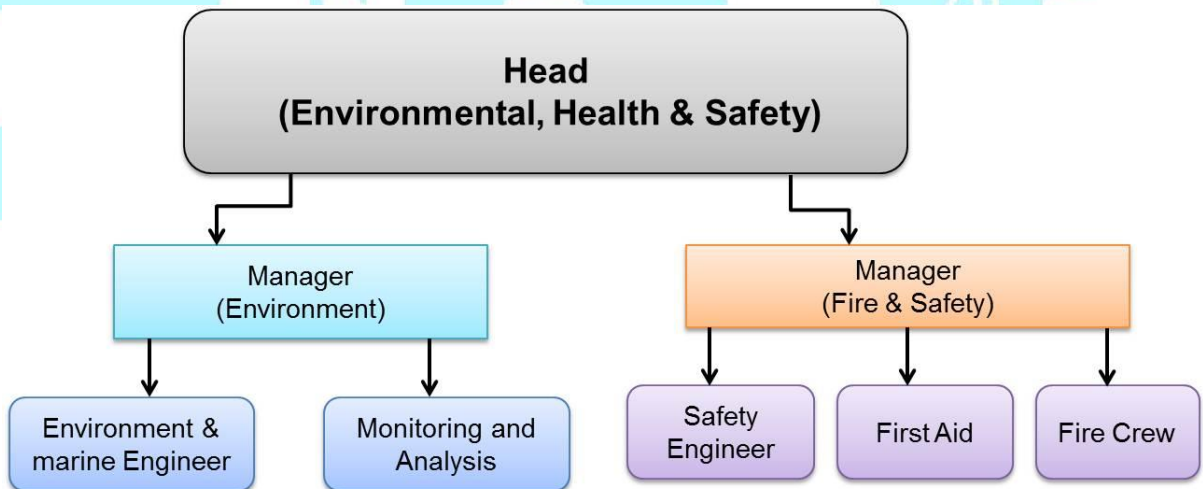 Head
(Environmental, Health & Safety)
Manager
(Environment)
Manager
(Fire & Safety)
Environment &
marine Engineer
Monitoring and
Analysis
Safety
Engineer
First Aid
Fire Crew